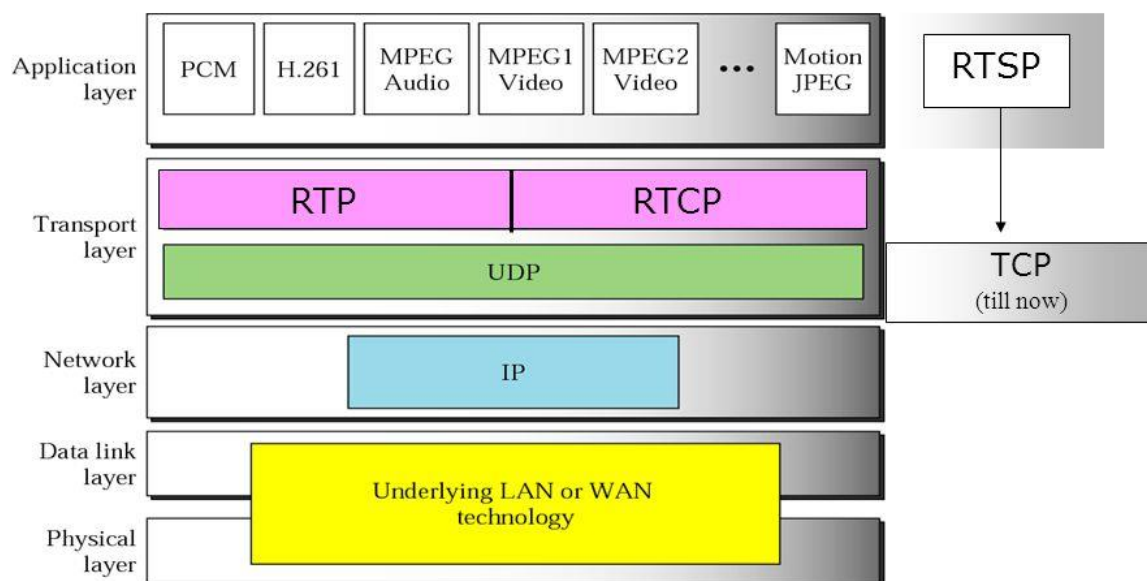 Application
layer
PCM
H.261
MPEG
Audio
MPEG1
Video
MPEG2
Video
•••
Motion
JPEG
RTSP
Transport
layer
RTP
RTCP
UDP
TCP
(till now)
Network
layer
IP
Data link
layer
Underlying LAN or WAN
technology
Physical
layer